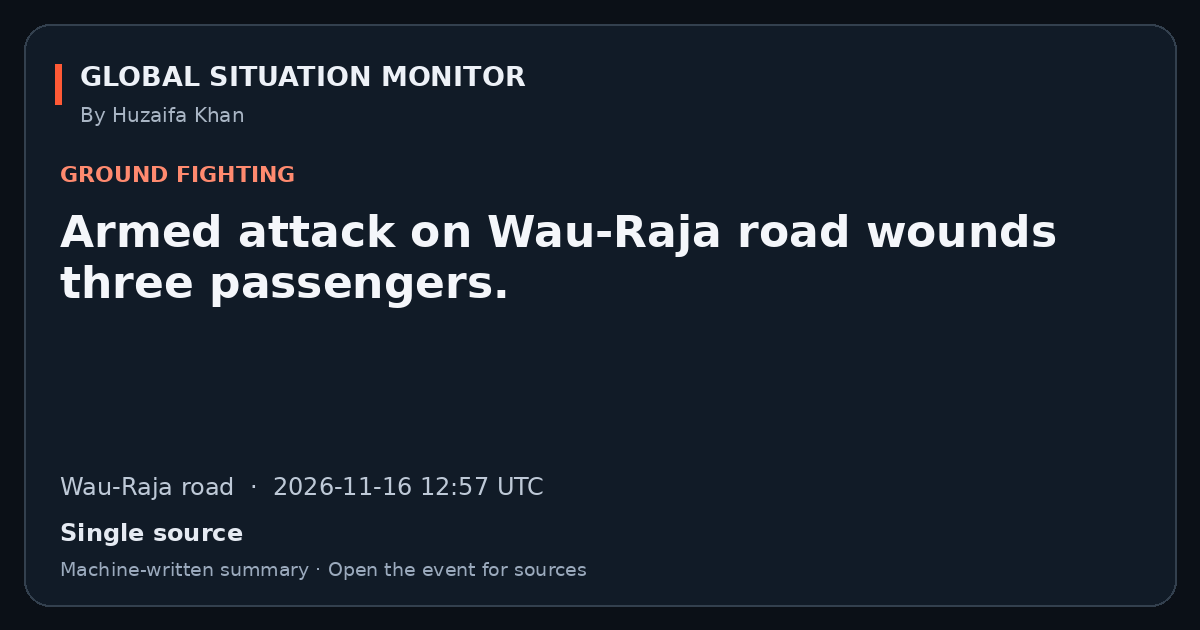 GLOBAL SITUATION MONITOR
By Huzaifa Khan
GROUND FIGHTING
Armed attack on Wau-Raja road wounds
three passengers.
Wau-Raja road · 2026-11-16 12:57 UTC
Single source
Machine-written summary · Open the event for sources